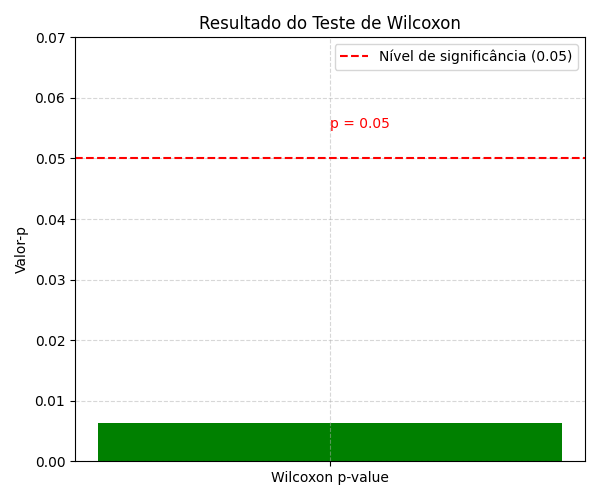 Resultado do Teste de Wilcoxon
Nível de significância (0.05)
p = 0.05
Valor-p
0.07
0.06
0.05
0.04
0.03
0.02
0.01
0.00
Wilcoxon p-value